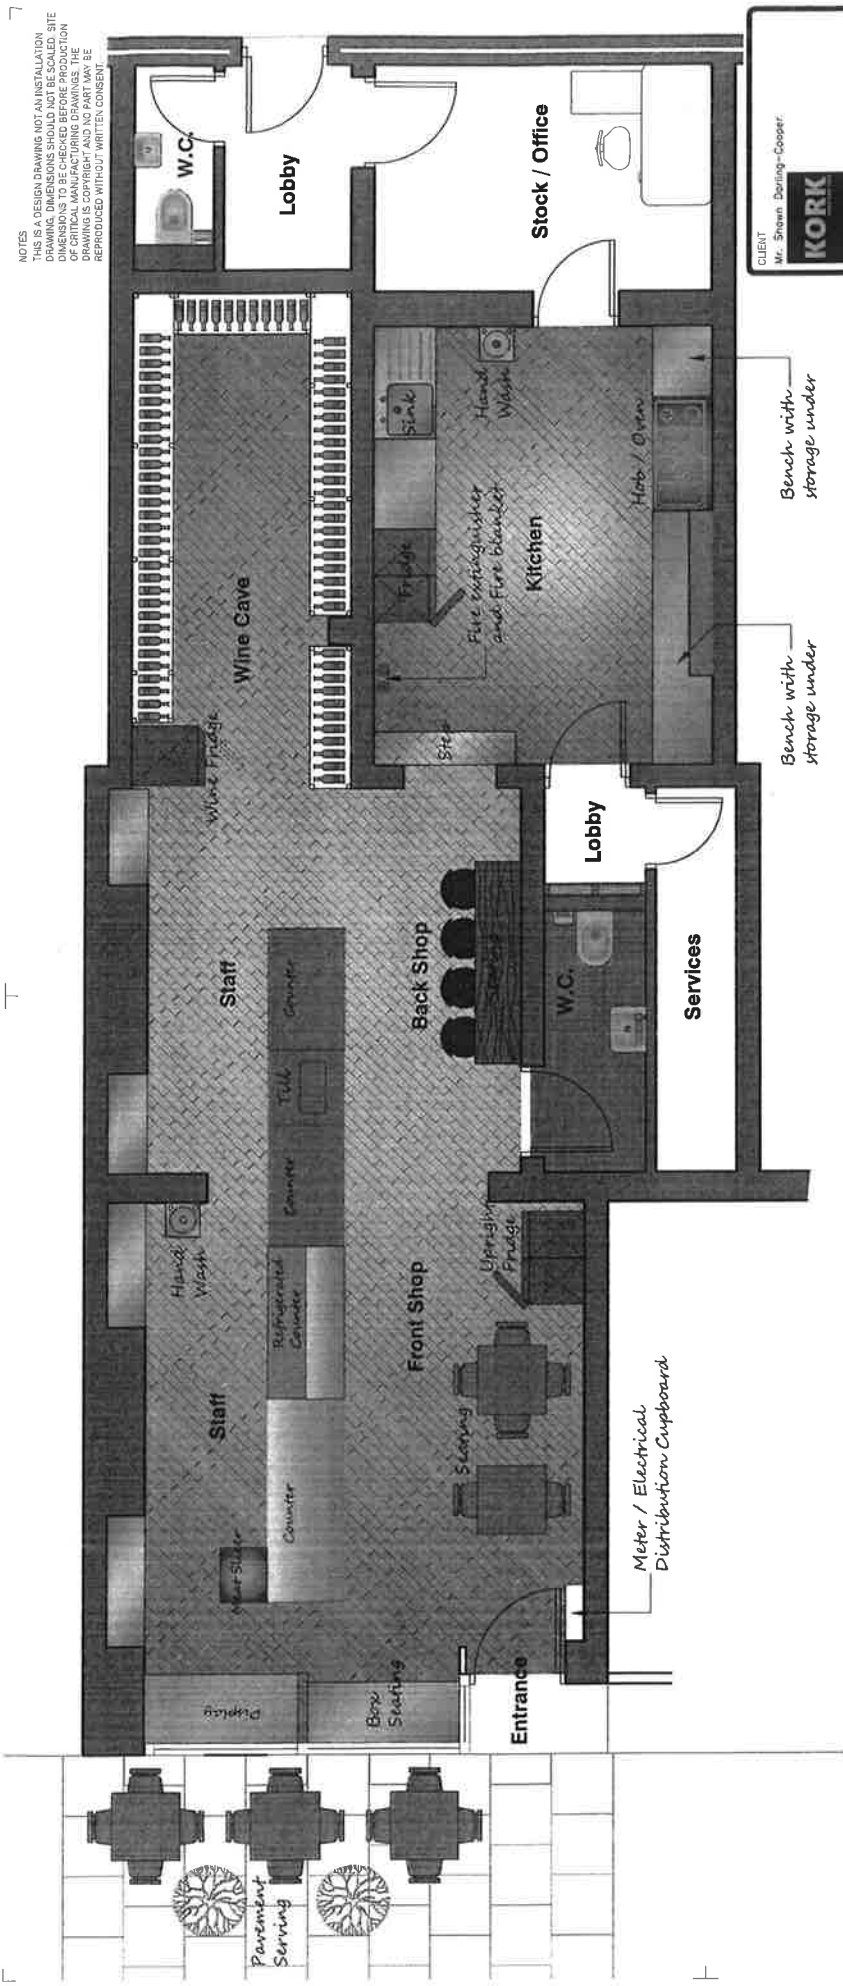 NOTES
THIS IS A DESIGN DRAWING NOT AN INSTALLATION
DRAWING, DIMENSIONS SHOULD NOT BE SCALED. SITE
DIMENSIONS TO BE CHECKED BEFORE PRODUCTION
OF CRITICAL MANUFACTURING DRAWINGS. THE
DRAWING IS COPYRIGHT AND NO PART MAY BE
REPRODUCED WITHOUT WRITTEN CONSENT.
W.C.
Lobby
Stock / Office
CLIENT
Mr. Shawn Darling-Cooper.
KORK
Wine Cave
Wine Fridge
Sink
Hand
Wash
Fridge
Fire extinguisher
and Fire blanket
Kitchen
Hob / Oven
Bench with
storage under
Bench with
storage under
Step
Lobby
Staff
Counter
Till
Counter
Back Shop
Seating
W.C.
Services
Hand
Wash
Refrigerated
Counter
Front Shop
Upright
Fridge
Staff
Counter
Meat Slicer
Seating
Meter / Electrical
Distribution Cupboard
Display
Box
Seating
Entrance
Pavement
Serving